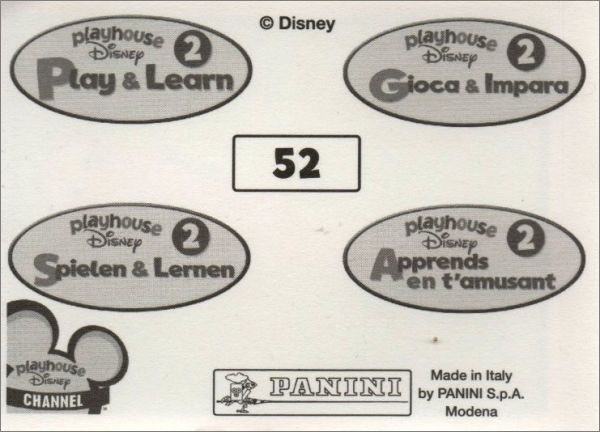 © Disney
playhouse
Disney 2
Play & Learn
playhouse
Disney 2
Gioca & Impara
52
playhouse
Disney 2
Spielen & Lernen
playhouse
Disney 2
Apprends
en t'amusant
playhouse
Disney
CHANNEL
PANINI
Made in Italy
by PANINI S.p.A.
Modena